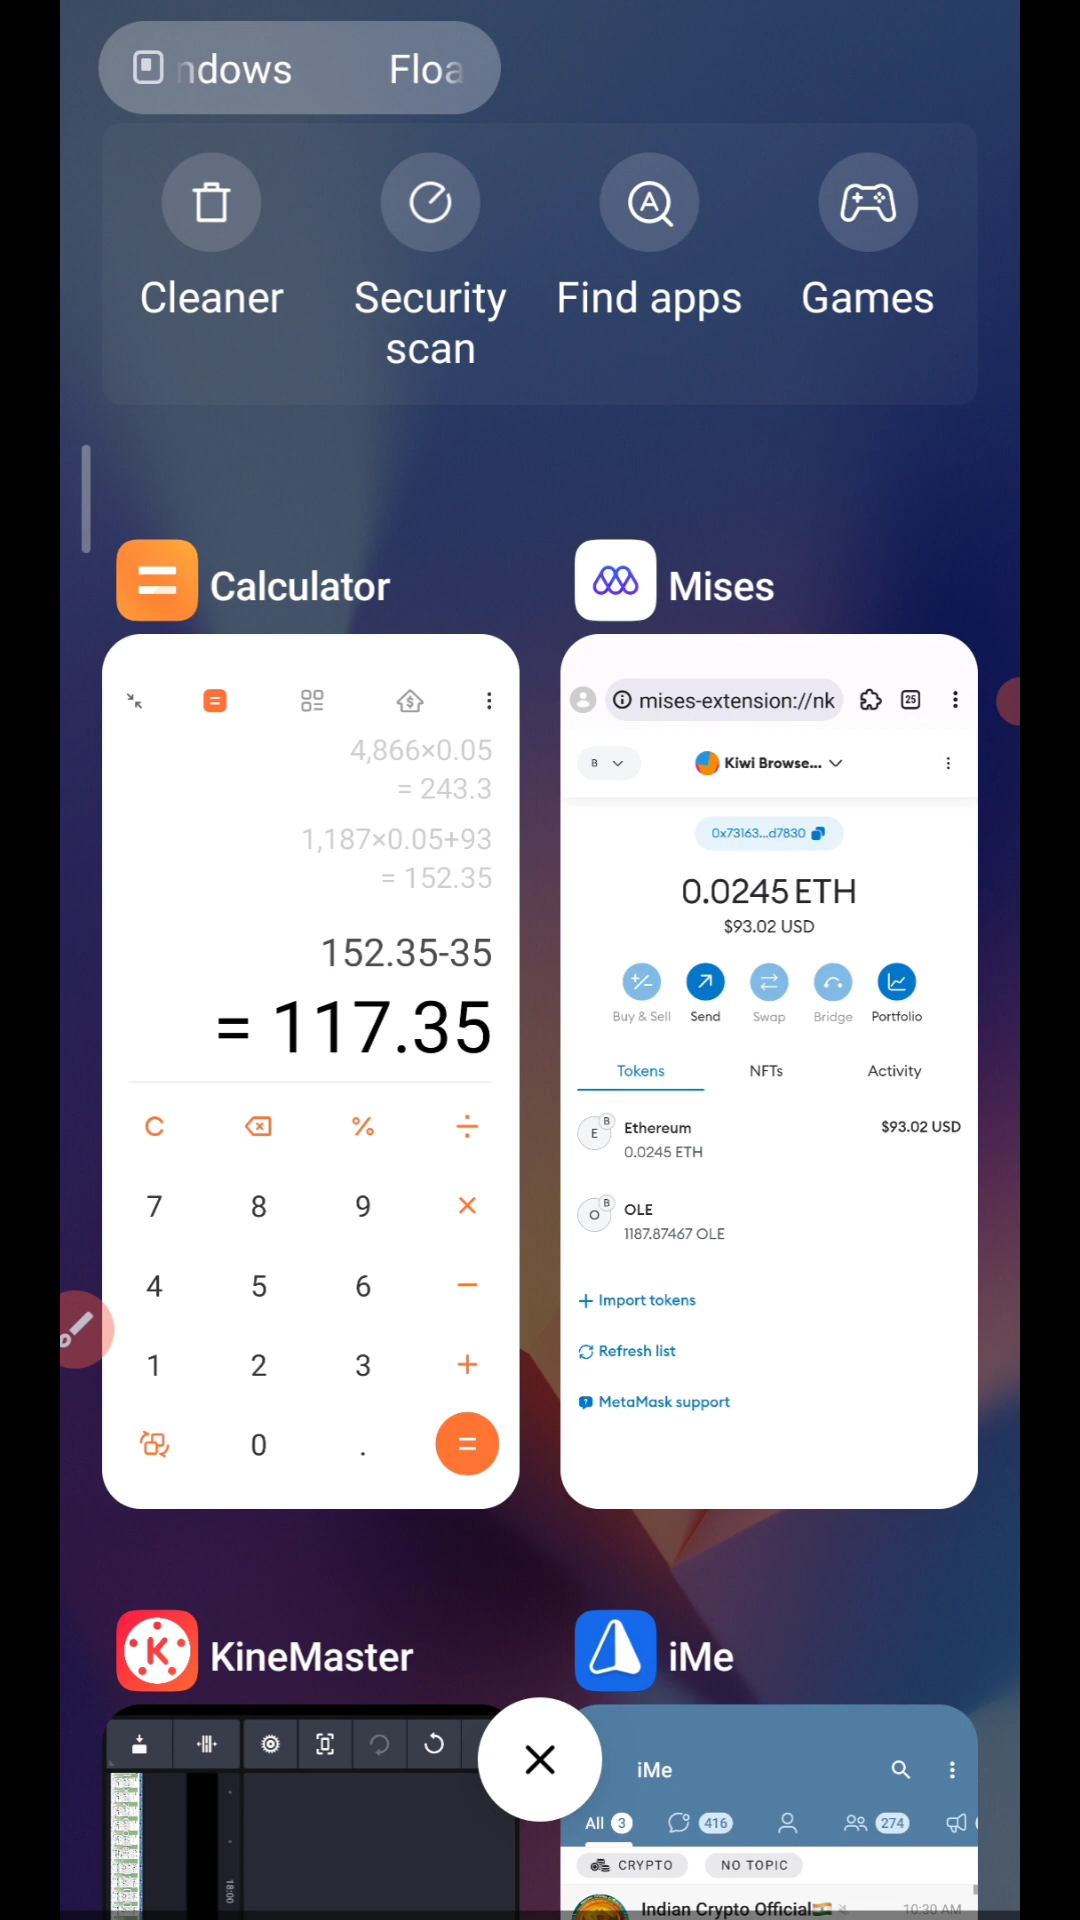 ndows Floa
Cleaner
Security scan
Find apps
Games
Calculator
4,866×0.05
= 243.3
1,187×0.05+93
= 152.35
152.35-35
= 117.35
C % ÷
7 8 9 ×
4 5 6 −
1 2 3 +
0 . =
Mises
mises-extension://nk 25
B Kiwi Browse...
0x73163...d7830
0.0245 ETH
$93.02 USD
Buy & Sell Send Swap Bridge Portfolio
Tokens NFTs Activity
E B Ethereum $93.02 USD
0.0245 ETH
O B OLE
1187.87467 OLE
+ Import tokens
Refresh list
MetaMask support
K KineMaster
18:00
iMe
iMe
All 3 416 274
CRYPTO NO TOPIC
Indian Crypto Official 10:30 AM